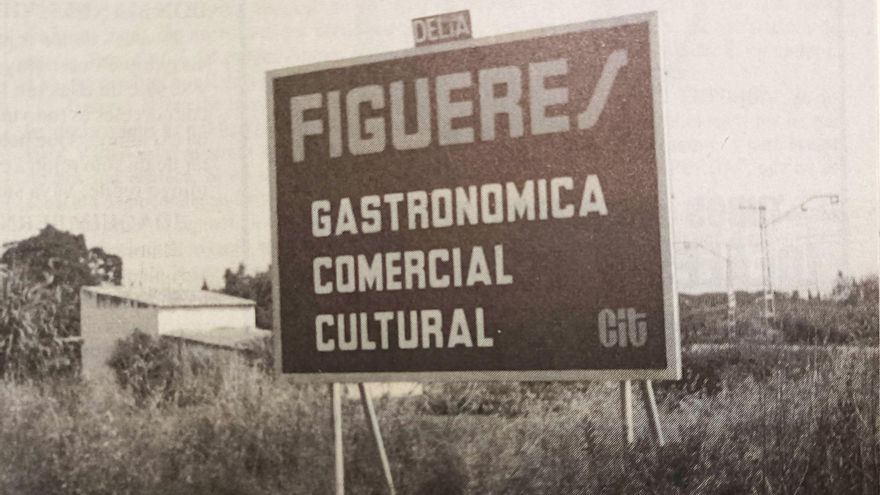 DELTA
FIGUERES
GASTRONOMICA
COMERCIAL
CULTURAL
Cit